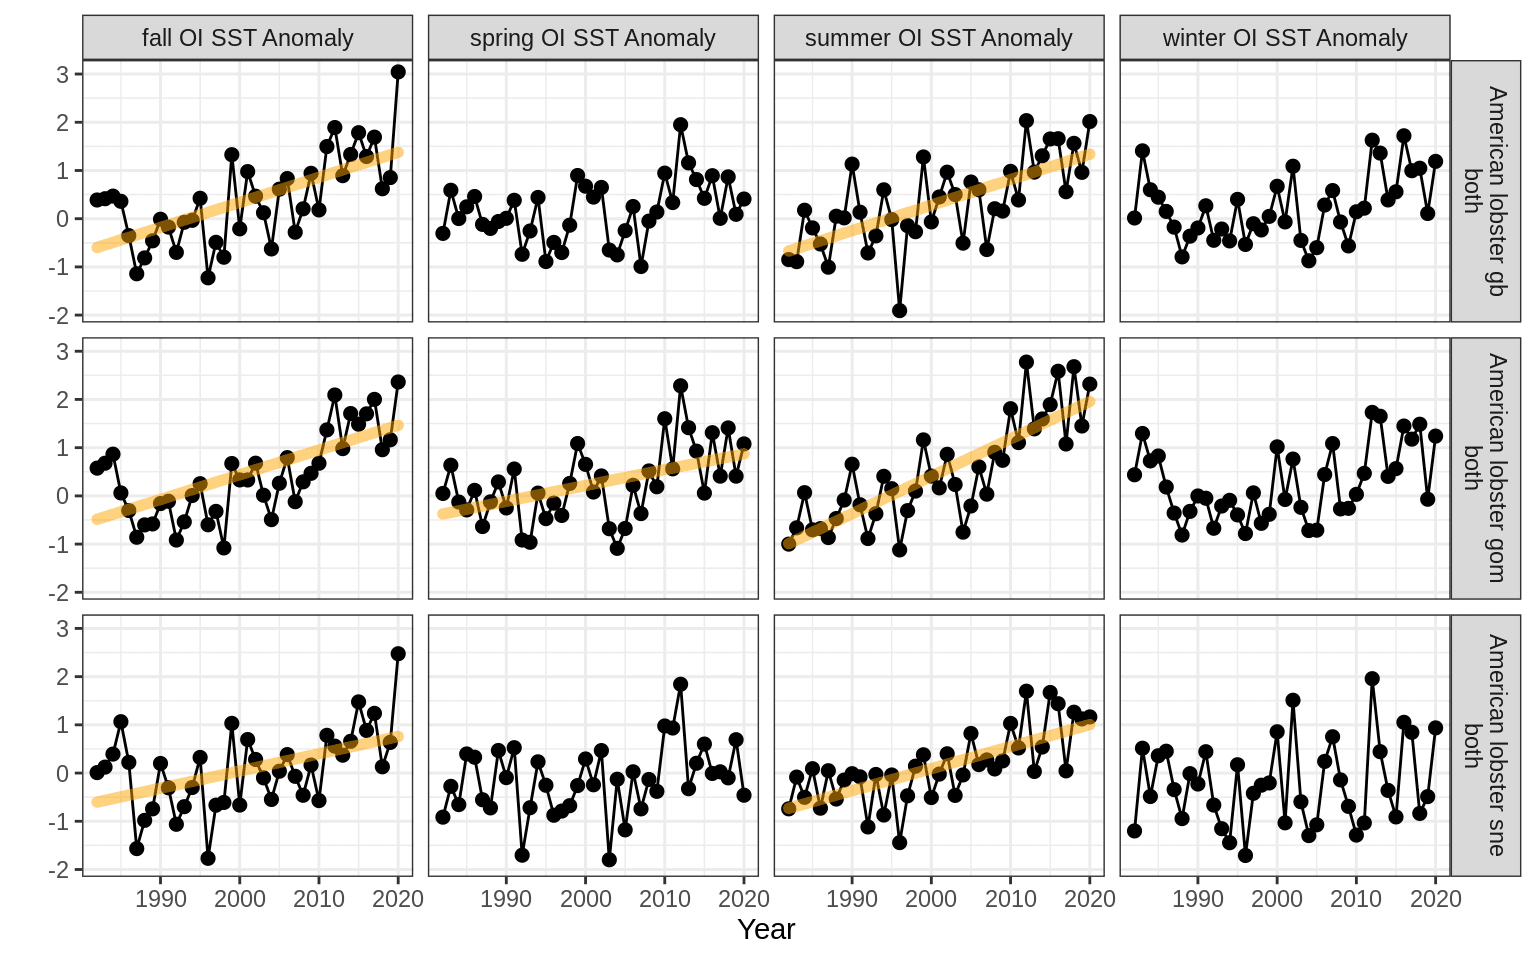 fall OI SST Anomaly
spring OI SST Anomaly
summer OI SST Anomaly
winter OI SST Anomaly
3
2
1
0
-1
-2
American lobster gb
both
3
2
1
0
-1
-2
American lobster gom
both
3
2
1
0
-1
-2
American lobster sne
both
1990 2000 2010 2020
1990 2000 2010 2020
1990 2000 2010 2020
1990 2000 2010 2020
Year